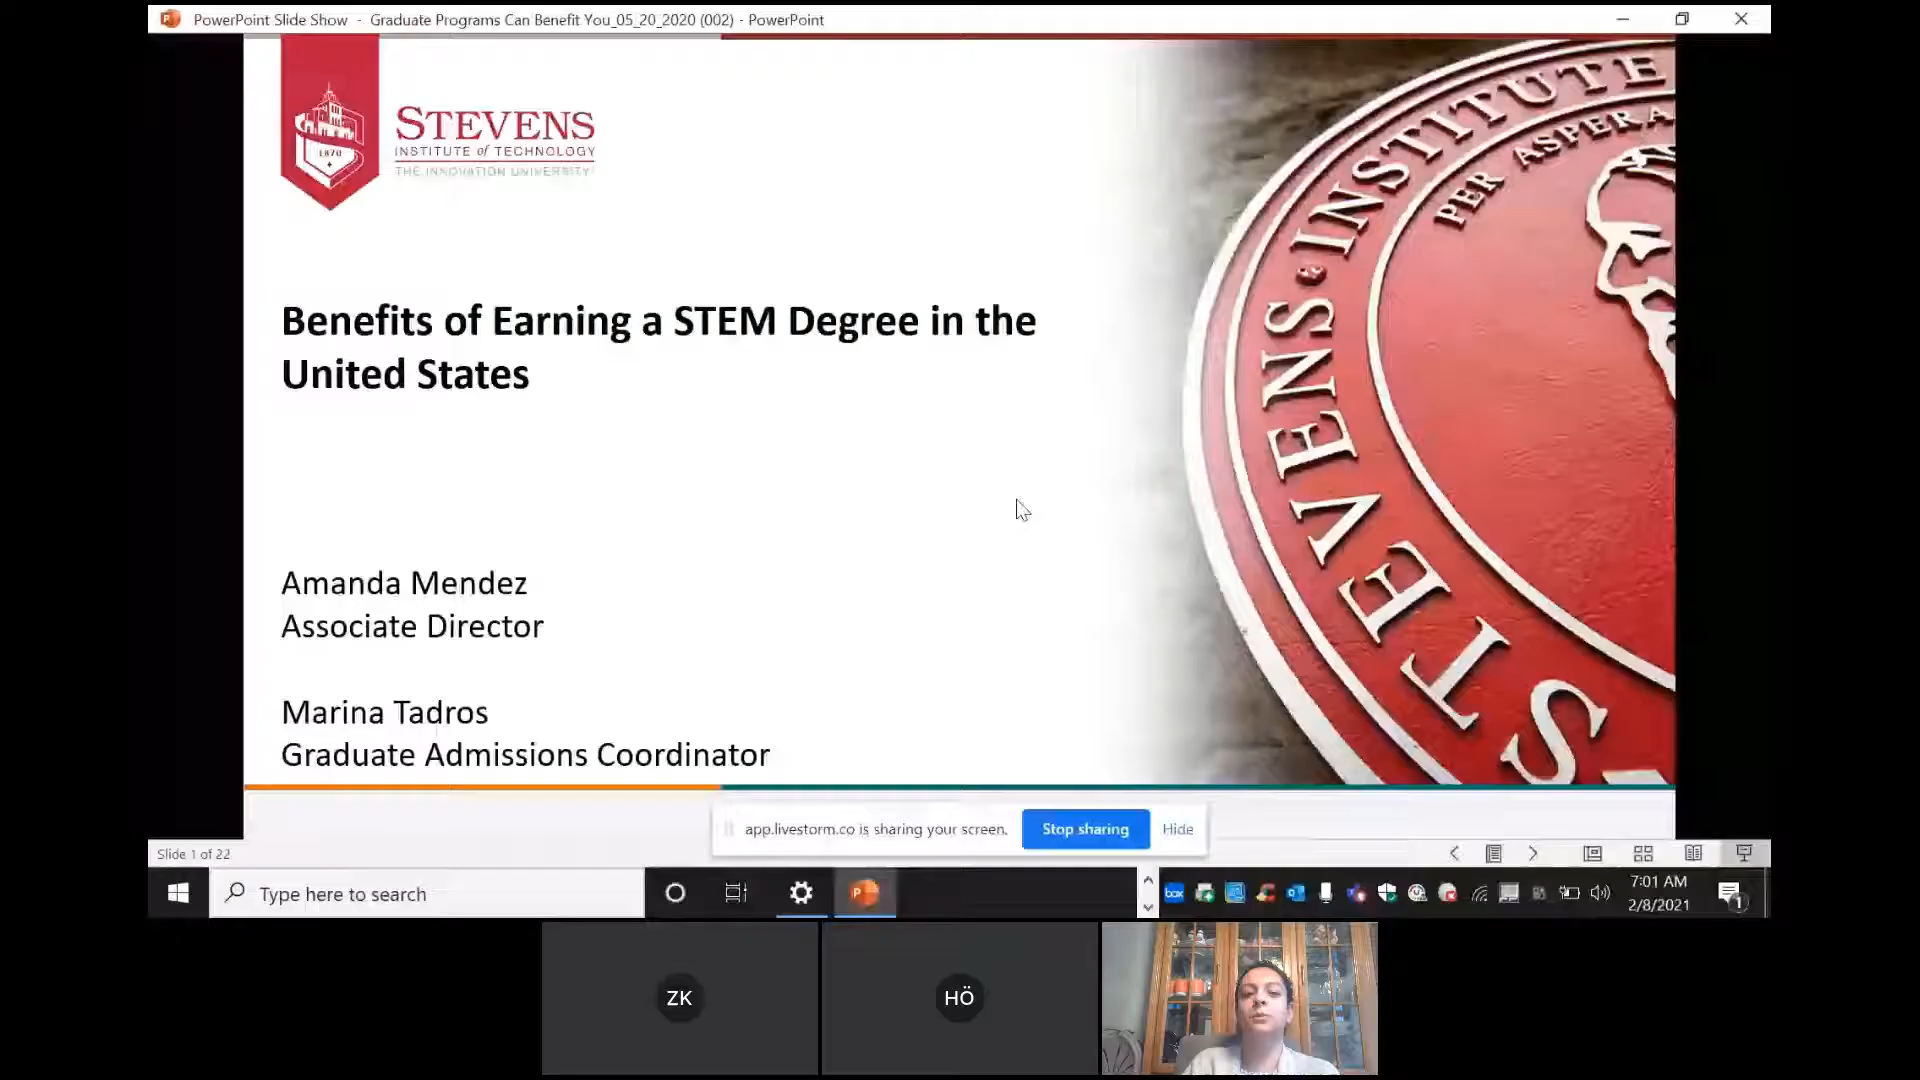 PowerPoint Slide Show - Graduate Programs Can Benefit You_05_20_2020 (002) - PowerPoint
1870
STEVENS
INSTITUTE of TECHNOLOGY
THE INNOVATION UNIVERSITY
STEVENS · INSTITUTE
PER ASPERA
Benefits of Earning a STEM Degree in the
United States
Amanda Mendez
Associate Director
Marina Tadros
Graduate Admissions Coordinator
app.livestorm.co is sharing your screen.
Stop sharing
Hide
Slide 1 of 22
Type here to search
box
7:01 AM
2/8/2021
1
ZK
HÖ